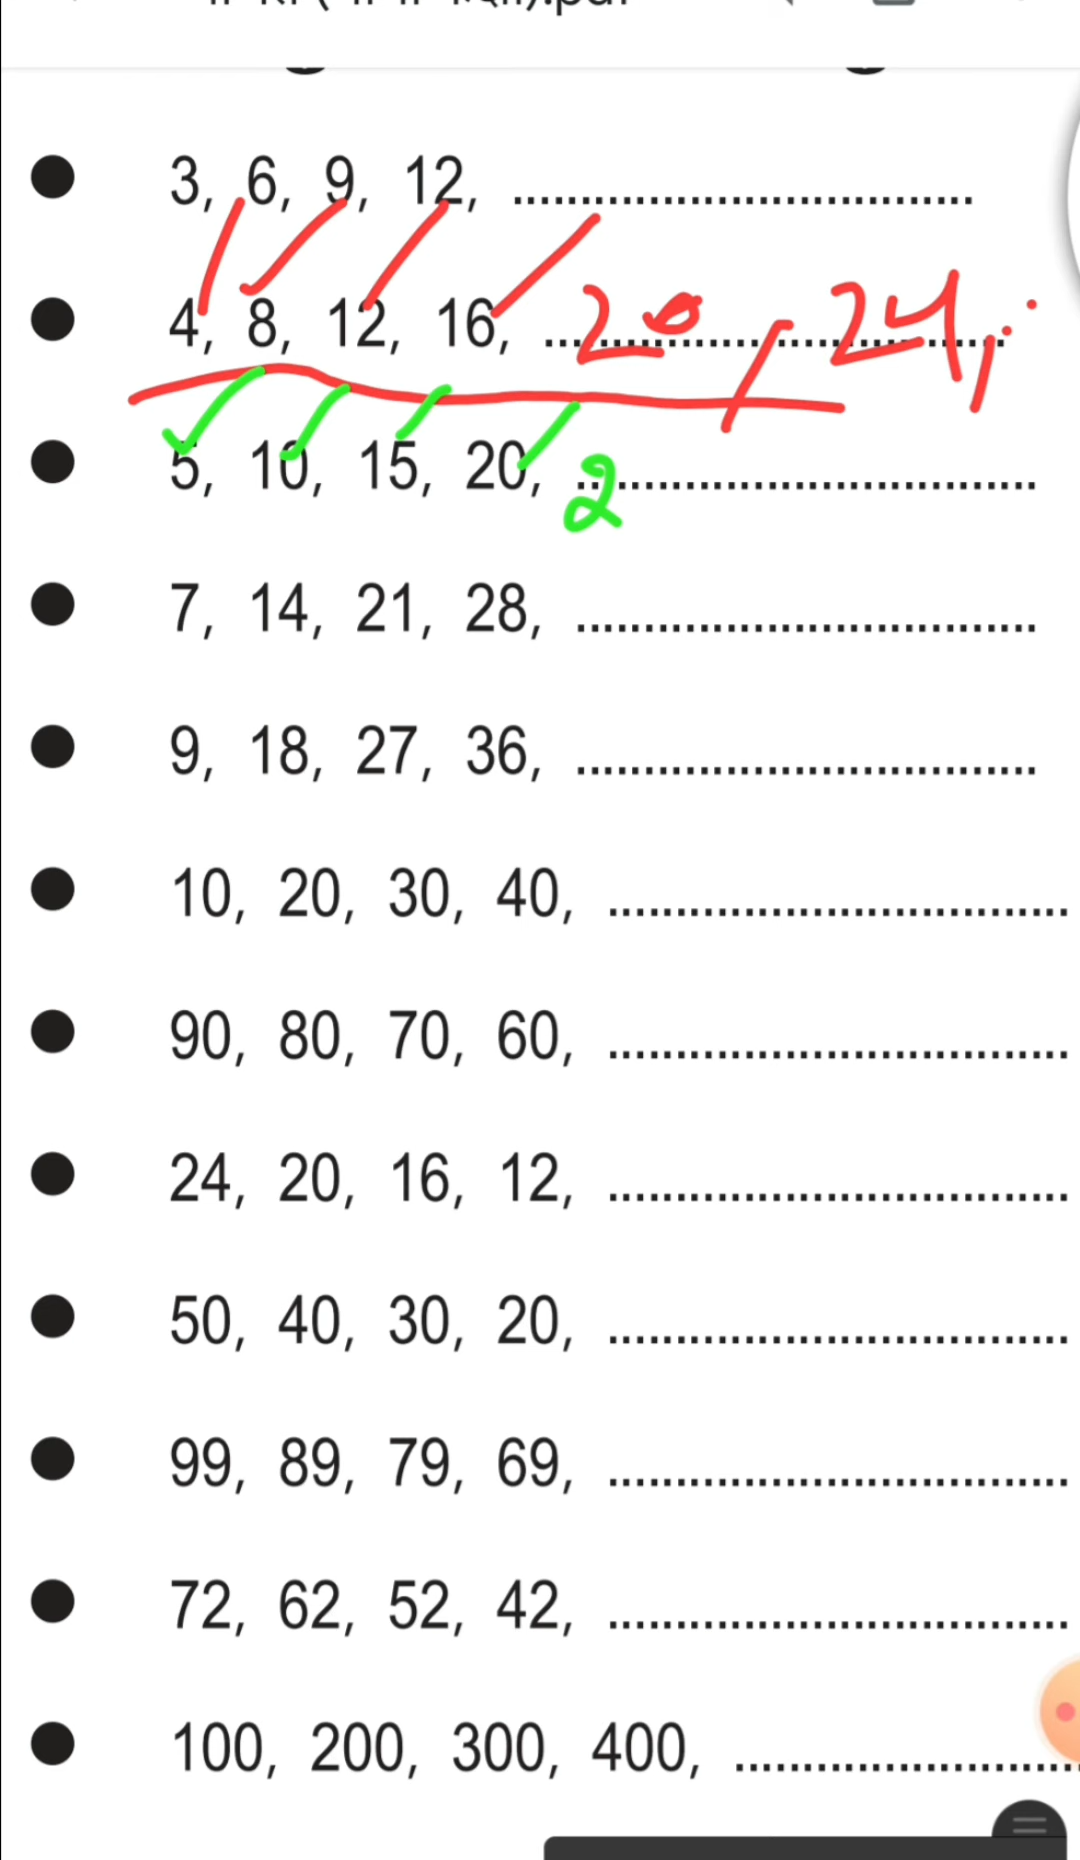 3, 6, 9, 12, ..................................
4, 8, 12, 16, 20, 24, ..................................
5, 10, 15, 20, 2..................................
7, 14, 21, 28, ..................................
9, 18, 27, 36, ..................................
10, 20, 30, 40, ..................................
90, 80, 70, 60, ..................................
24, 20, 16, 12, ..................................
50, 40, 30, 20, ..................................
99, 89, 79, 69, ..................................
72, 62, 52, 42, ..................................
100, 200, 300, 400, ..........................